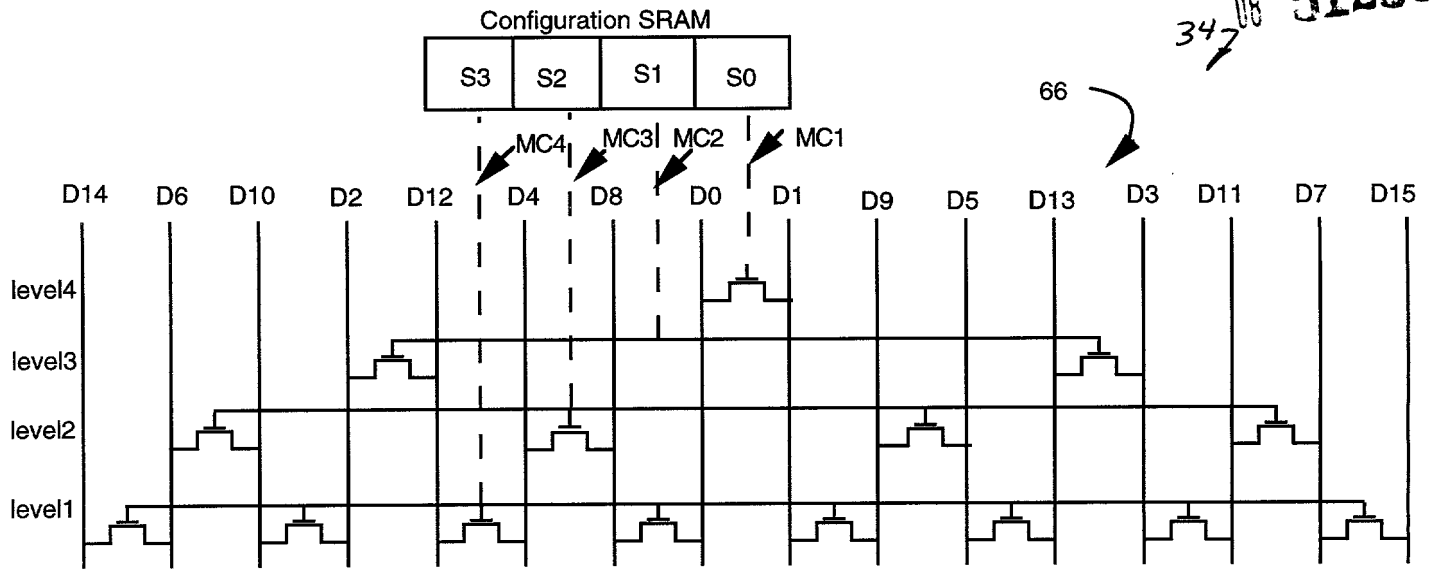 Configuration SRAM
347
S3 S2 S1 S0
66
MC4 MC3 MC2 MC1
D14 D6 D10 D2 D12 D4 D8 D0 D1 D9 D5 D13 D3 D11 D7 D15
level4
level3
level2
level1